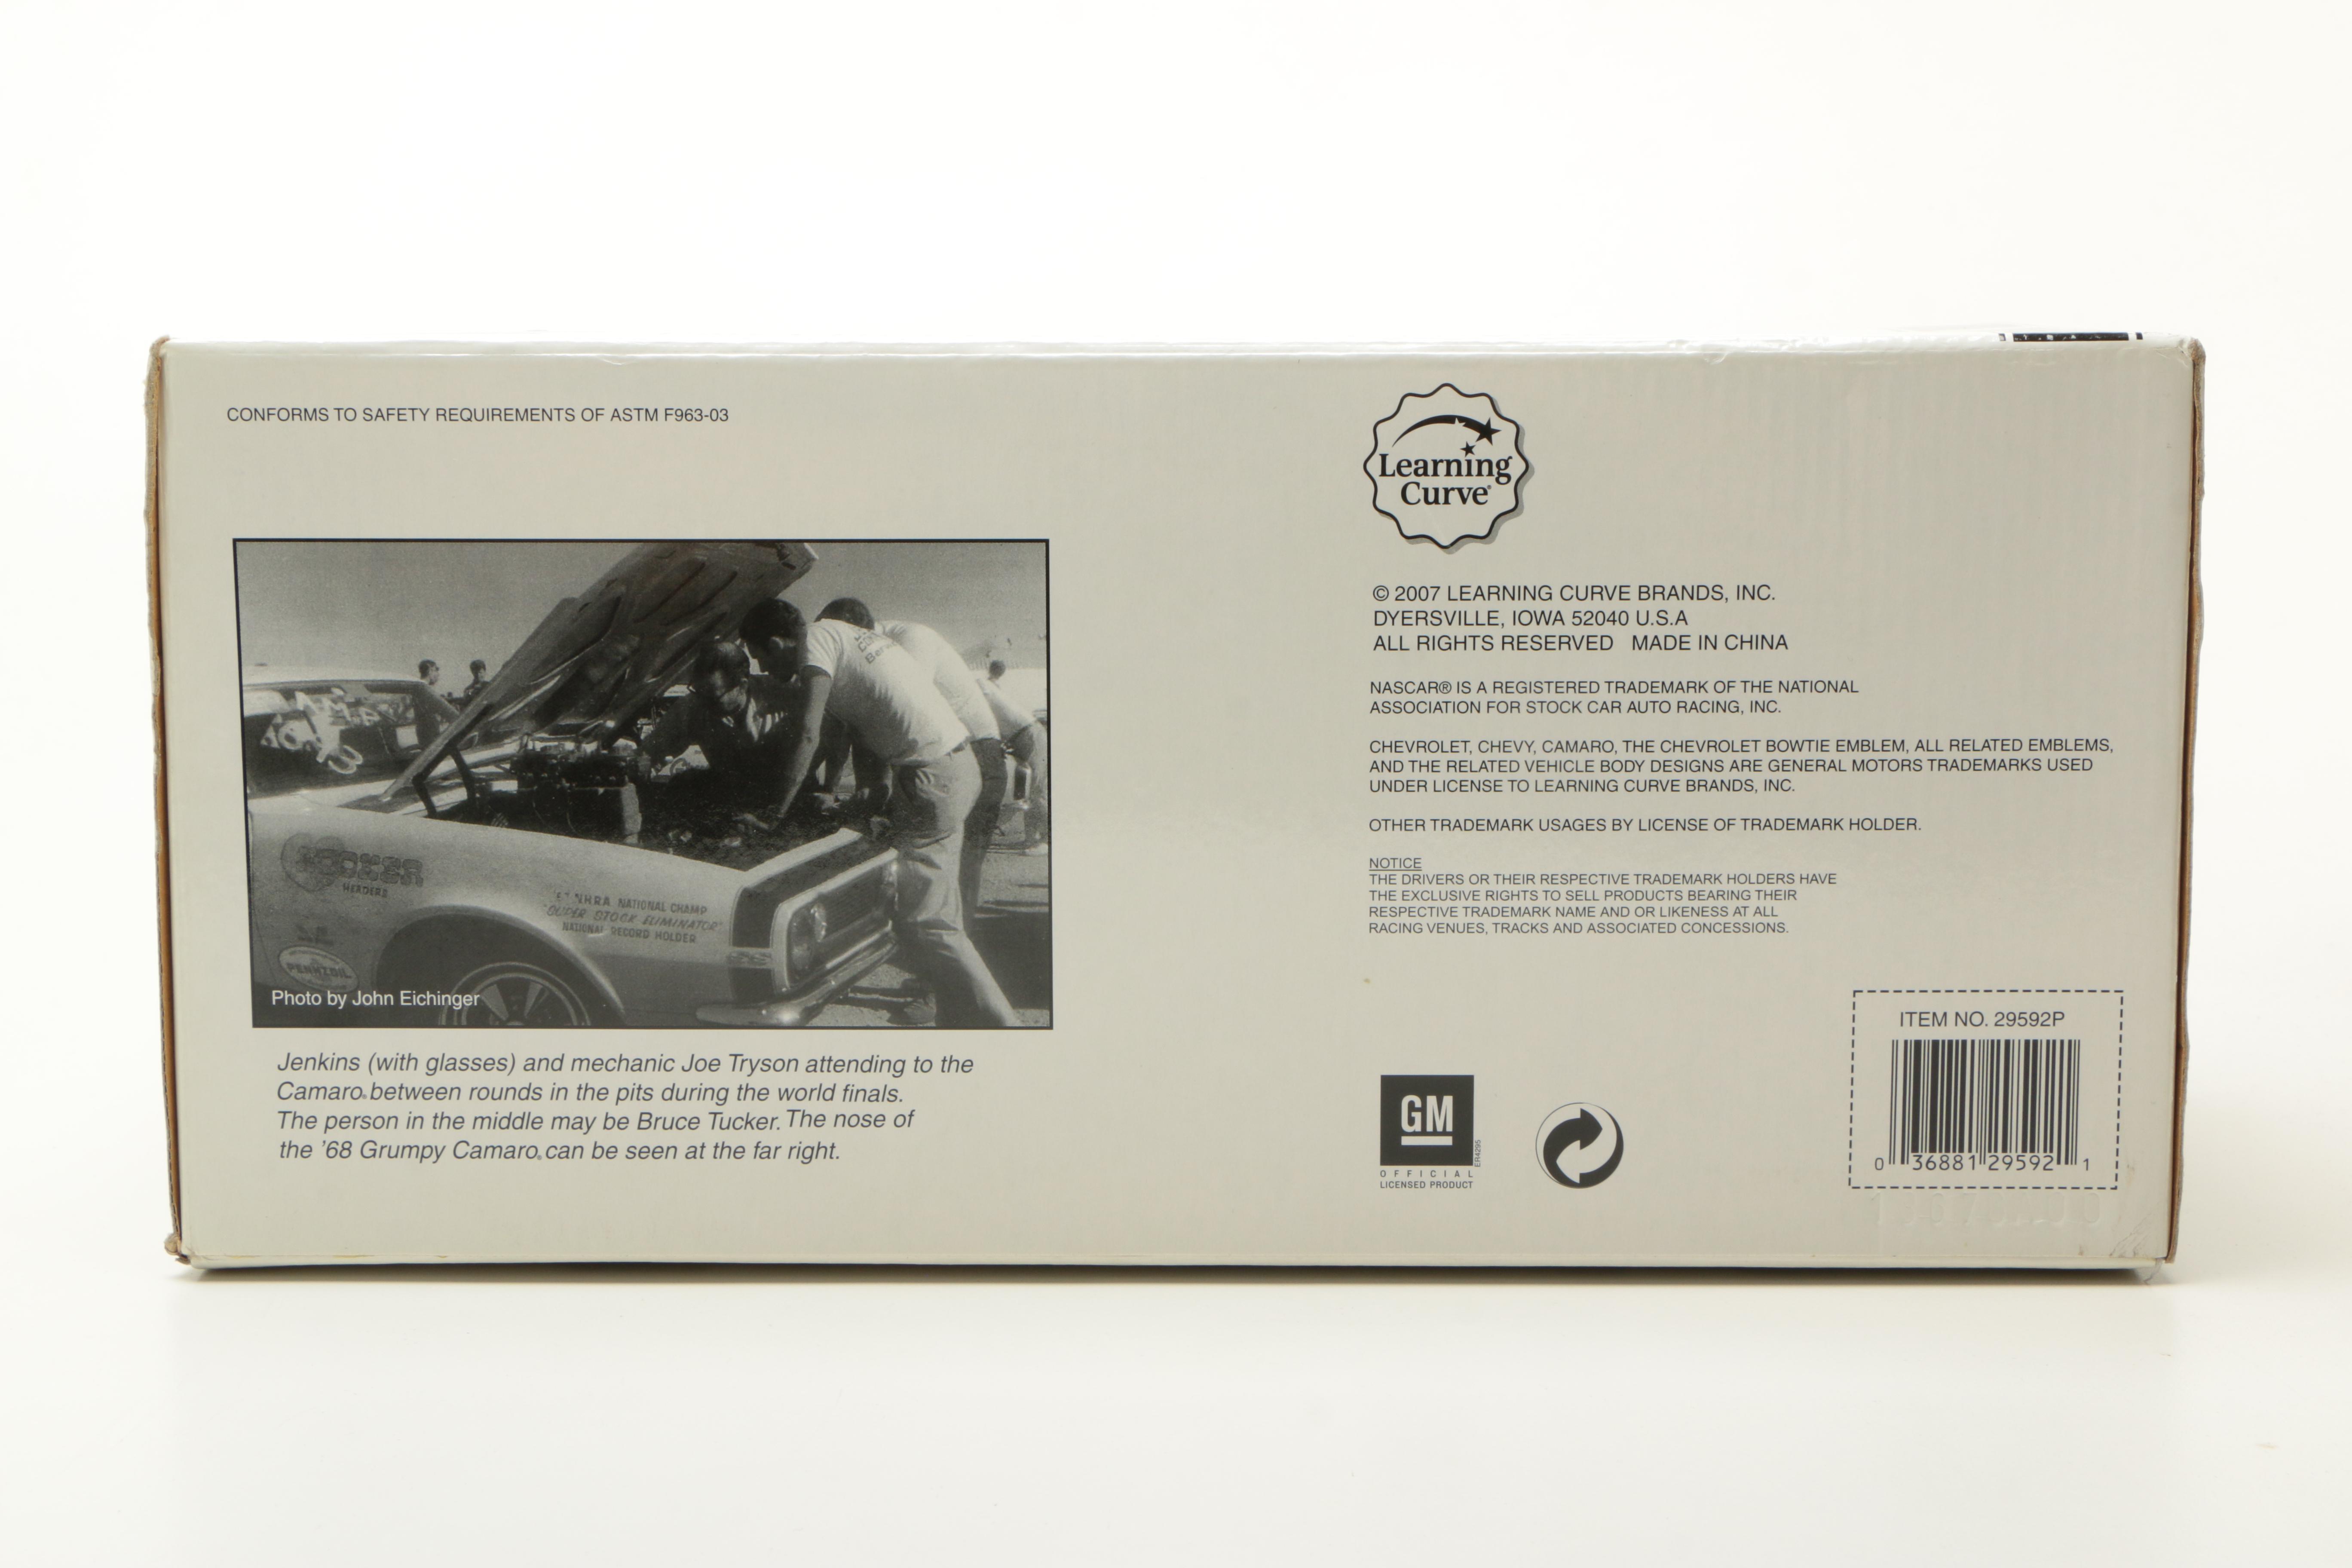 CONFORMS TO SAFETY REQUIREMENTS OF ASTM F963-03
HEADERS
NHRA NATIONAL CHAMP
"SUPER STOCK ELIMINATOR"
NATIONAL RECORD HOLDER
PENNZOIL
Photo by John Eichinger
Jenkins (with glasses) and mechanic Joe Tryson attending to the
Camaro® between rounds in the pits during the world finals.
The person in the middle may be Bruce Tucker. The nose of
the '68 Grumpy Camaro® can be seen at the far right.
Learning
Curve®
© 2007 LEARNING CURVE BRANDS, INC.
DYERSVILLE, IOWA 52040 U.S.A
ALL RIGHTS RESERVED MADE IN CHINA
NASCAR® IS A REGISTERED TRADEMARK OF THE NATIONAL
ASSOCIATION FOR STOCK CAR AUTO RACING, INC.
CHEVROLET, CHEVY, CAMARO, THE CHEVROLET BOWTIE EMBLEM, ALL RELATED EMBLEMS,
AND THE RELATED VEHICLE BODY DESIGNS ARE GENERAL MOTORS TRADEMARKS USED
UNDER LICENSE TO LEARNING CURVE BRANDS, INC.
OTHER TRADEMARK USAGES BY LICENSE OF TRADEMARK HOLDER.
NOTICE
THE DRIVERS OR THEIR RESPECTIVE TRADEMARK HOLDERS HAVE
THE EXCLUSIVE RIGHTS TO SELL PRODUCTS BEARING THEIR
RESPECTIVE TRADEMARK NAME AND OR LIKENESS AT ALL
RACING VENUES, TRACKS AND ASSOCIATED CONCESSIONS.
GM
ER4295
OFFICIAL
LICENSED PRODUCT
ITEM NO. 29592P
0 36881 29592 1